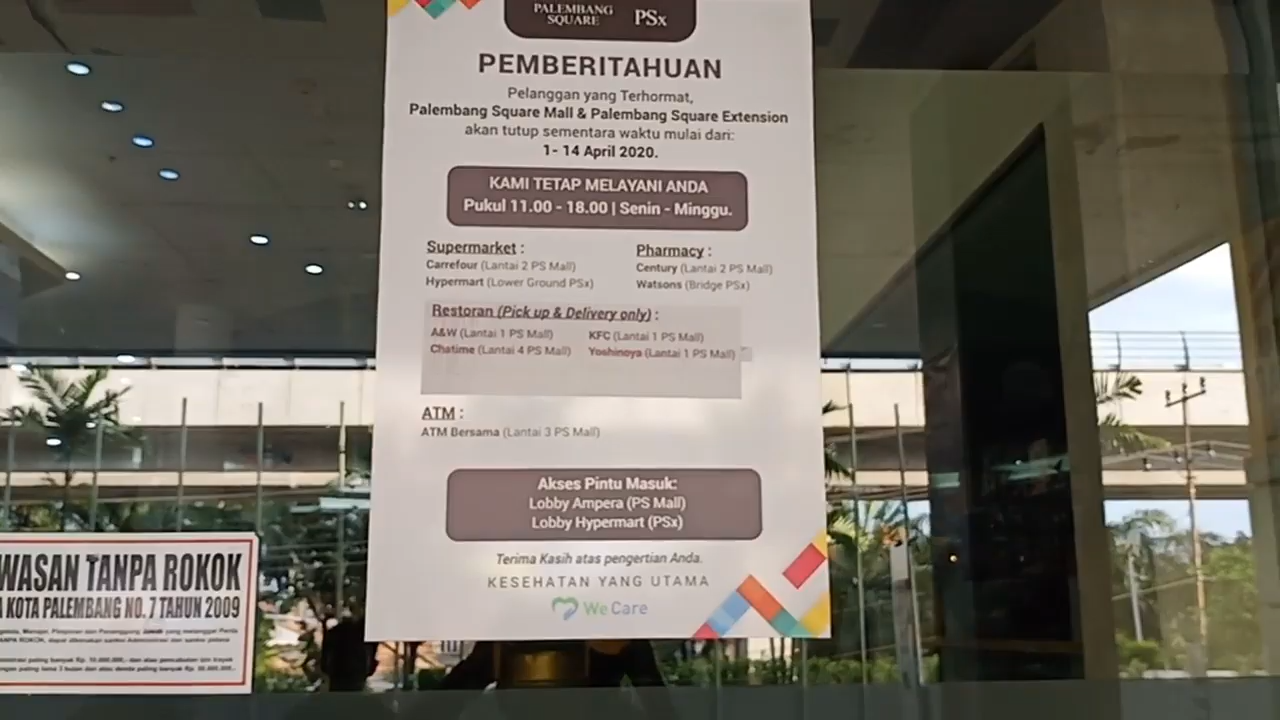 PALEMBANG SQUARE PSx
PEMBERITAHUAN
Pelanggan yang Terhormat,
Palembang Square Mall & Palembang Square Extension
akan tutup sementara waktu mulai dari:
1- 14 April 2020.
KAMI TETAP MELAYANI ANDA
Pukul 11.00 - 18.00 | Senin - Minggu.
Supermarket :
Carrefour (Lantai 2 PS Mall)
Hypermart (Lower Ground PSx)
Pharmacy :
Century (Lantai 2 PS Mall)
Watsons (Bridge PSx)
Restoran (Pick up & Delivery only) :
A&W (Lantai 1 PS Mall) KFC (Lantai 1 PS Mall)
Chatime (Lantai 4 PS Mall) Yoshinoya (Lantai 1 PS Mall)
ATM :
ATM Bersama (Lantai 3 PS Mall)
Akses Pintu Masuk:
Lobby Ampera (PS Mall)
Lobby Hypermart (PSx)
Terima Kasih atas pengertian Anda.
KESEHATAN YANG UTAMA
We Care
WASAN TANPA ROKOK
A KOTA PALEMBANG NO. 7 TAHUN 2009